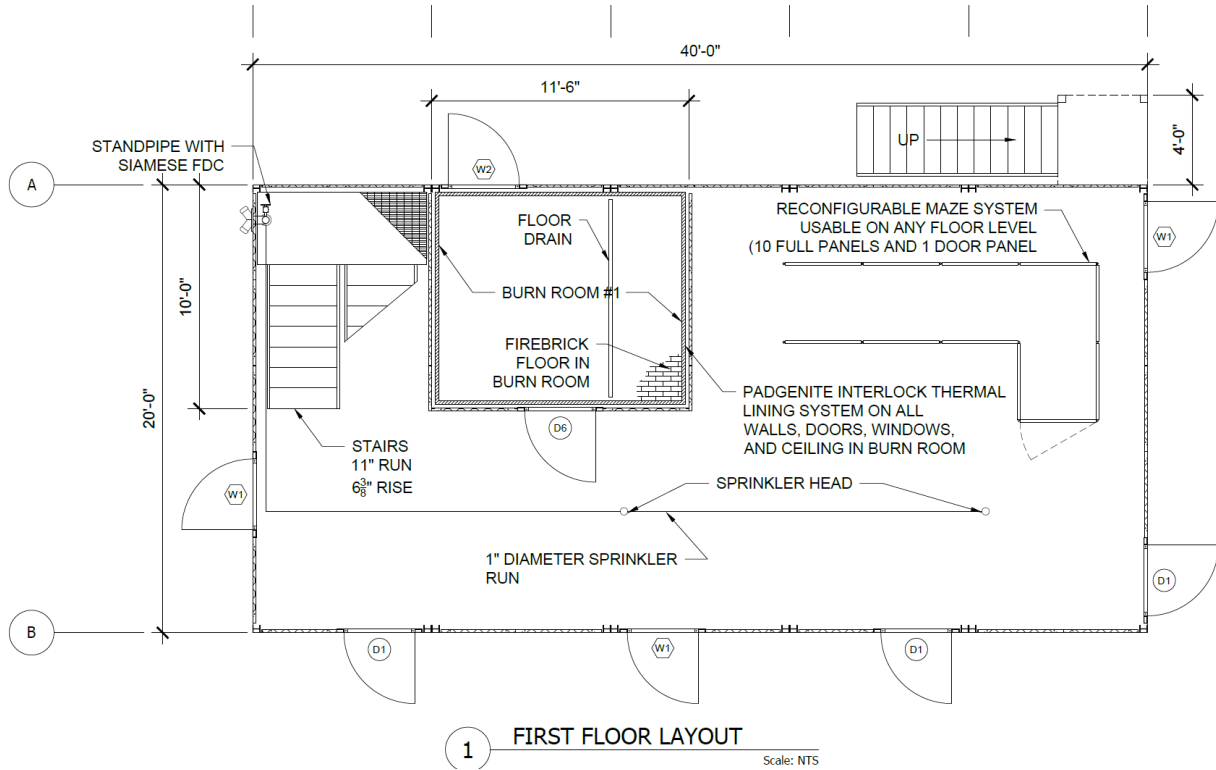 40'-0"
11'-6"
STANDPIPE WITH
SIAMESE FDC
UP
4'-0"
A
W2
FLOOR
DRAIN
RECONFIGURABLE MAZE SYSTEM
USABLE ON ANY FLOOR LEVEL
(10 FULL PANELS AND 1 DOOR PANEL
W1
10'-0"
BURN ROOM #1
FIREBRICK
FLOOR IN
BURN ROOM
PADGENITE INTERLOCK THERMAL
LINING SYSTEM ON ALL
WALLS, DOORS, WINDOWS,
AND CEILING IN BURN ROOM
20'-0"
D6
STAIRS
11" RUN
6 3/8" RISE
W1
SPRINKLER HEAD
1" DIAMETER SPRINKLER
RUN
D1
B
D1
W1
D1
1
FIRST FLOOR LAYOUT
Scale: NTS